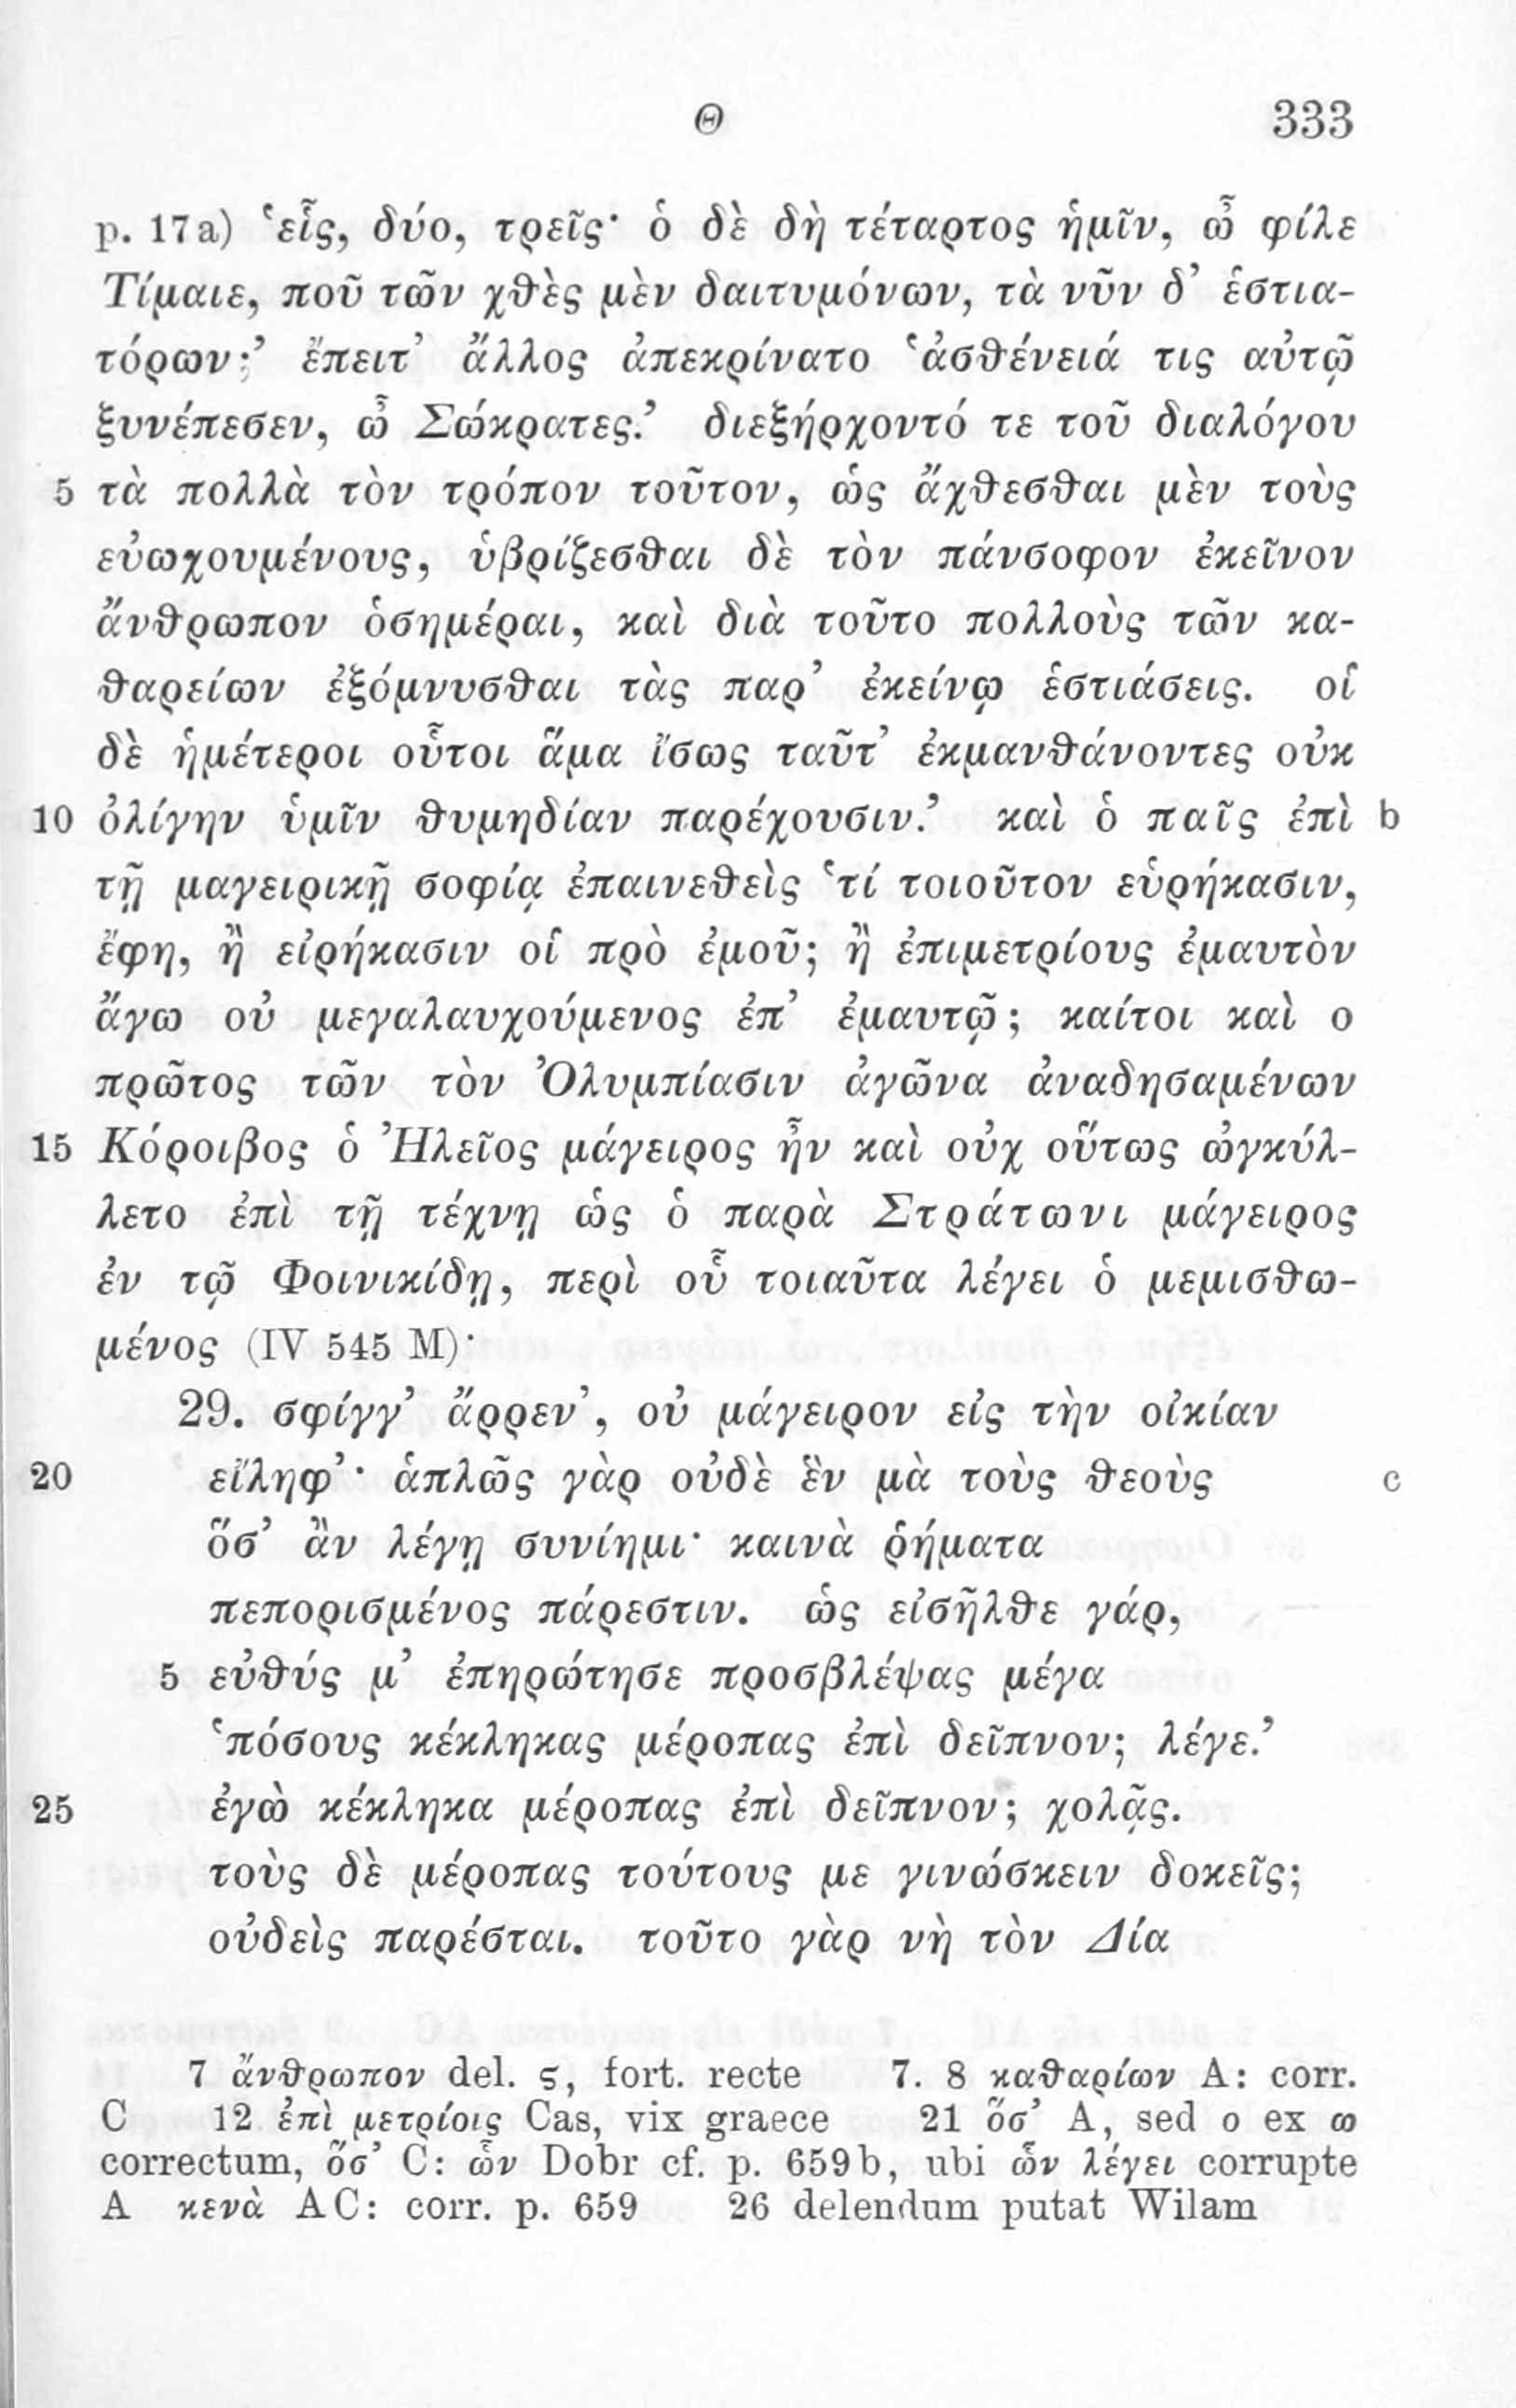 Θ 333
p. 17a) ‘εἷς, δύο, τρεῖς· ὁ δὲ δὴ τέταρτος ἡμῖν, ὦ φίλε
Τίμαιε, ποῦ τῶν χθὲς μὲν δαιτυμόνων, τὰ νῦν δ’ ἑστια-
τόρων;’ ἔπειτ’ ἄλλος ἀπεκρίνατο ‘ἀσθένειά τις αὐτῷ
ξυνέπεσεν, ὦ Σώκρατες.’ διεξήρχοντό τε τοῦ διαλόγου
5 τὰ πολλὰ τὸν τρόπον τοῦτον, ὡς ἄχθεσθαι μὲν τοὺς
εὐωχουμένους, ὑβρίζεσθαι δὲ τὸν πάνσοφον ἐκεῖνον
ἄνθρωπον ὁσημέραι, καὶ διὰ τοῦτο πολλοὺς τῶν κα-
θαρείων ἐξόμνυσθαι τὰς παρ’ ἐκείνῳ ἑστιάσεις. οἱ
δὲ ἡμέτεροι οὗτοι ἅμα ἴσως ταῦτ’ ἐκμανθάνοντες οὐκ
10 ὀλίγην ὑμῖν θυμηδίαν παρέχουσιν.’ καὶ ὁ παῖς ἐπὶ b
τῇ μαγειρικῇ σοφίᾳ ἐπαινεθεὶς ‘τί τοιοῦτον εὑρήκασιν,
ἔφη, ἢ εἰρήκασιν οἱ πρὸ ἐμοῦ; ἢ ἐπιμετρίους ἐμαυτὸν
ἄγω οὐ μεγαλαυχούμενος ἐπ’ ἐμαυτῷ; καίτοι καὶ ο
πρῶτος τῶν τὸν Ὀλυμπίασιν ἀγῶνα ἀναδησαμένων
15 Κόροιβος ὁ Ἠλεῖος μάγειρος ἦν καὶ οὐχ οὕτως ὠγκύλ-
λετο ἐπὶ τῇ τέχνῃ ὡς ὁ παρὰ Στράτωνι μάγειρος
ἐν τῷ Φοινικίδῃ, περὶ οὗ τοιαῦτα λέγει ὁ μεμισθω-
μένος (IV 545 M)·
29. σφίγγ’ ἄρρεν’, οὐ μάγειρον εἰς τὴν οἰκίαν
20 εἴληφ’· ἁπλῶς γὰρ οὐδὲ ἓν μὰ τοὺς θεοὺς c
ὅσ’ ἂν λέγῃ συνίημι· καινὰ ῥήματα
πεπορισμένος πάρεστιν. ὡς εἰσῆλθε γάρ,
5 εὐθύς μ’ ἐπηρώτησε προσβλέψας μέγα
‘πόσους κέκληκας μέροπας ἐπὶ δεῖπνον; λέγε.’
25 ἐγὼ κέκληκα μέροπας ἐπὶ δεῖπνον; χολᾷς.
τοὺς δὲ μέροπας τούτους με γινώσκειν δοκεῖς;
οὐδεὶς παρέσται. τοῦτο γὰρ νὴ τὸν Δία
7 ἄνθρωπον del. ς, fort. recte 7. 8 καθαρίων A: corr.
C 12 ἐπὶ μετρίοις Cas, vix graece 21 ὅσ’ A, sed ο ex ω
correctum, ὅσ’ C: ὧν Dobr cf. p. 659b, ubi ὧν λέγει corrupte
A κενὰ AC: corr. p. 659 26 delendum putat Wilam